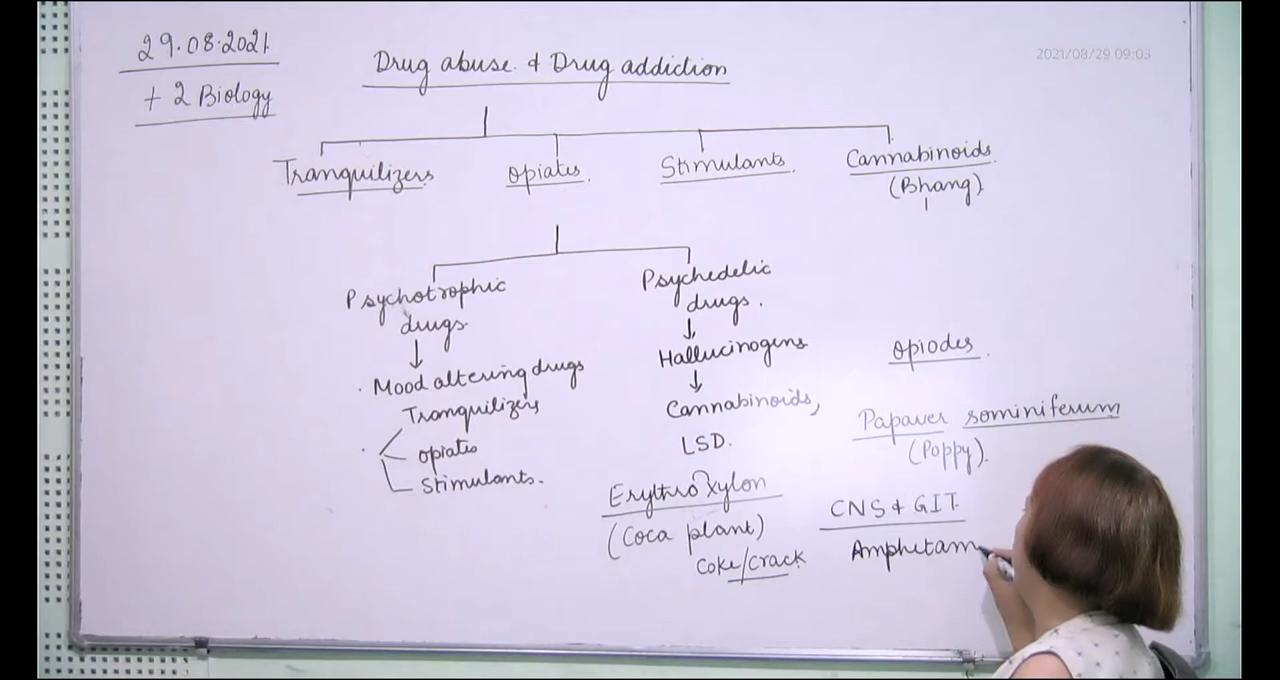 29.08.2021
+ 2 Biology
2021/08/29 09:03
Drug abuse & Drug addiction
Tranquilizers
Opiates.
Stimulants.
Cannabinoids.
(Bhang)
Psychotrophic
drugs.
Mood altering drugs
Tranquilizers
opiates
Stimulants.
Psychedelic
drugs.
Hallucinogens
Cannabinoids,
LSD.
Erythroxylon
(Coca plant)
Coke/Crack
Opiodes.
Papaver sominiferum
(Poppy).
CNS & GIT.
Amphetam